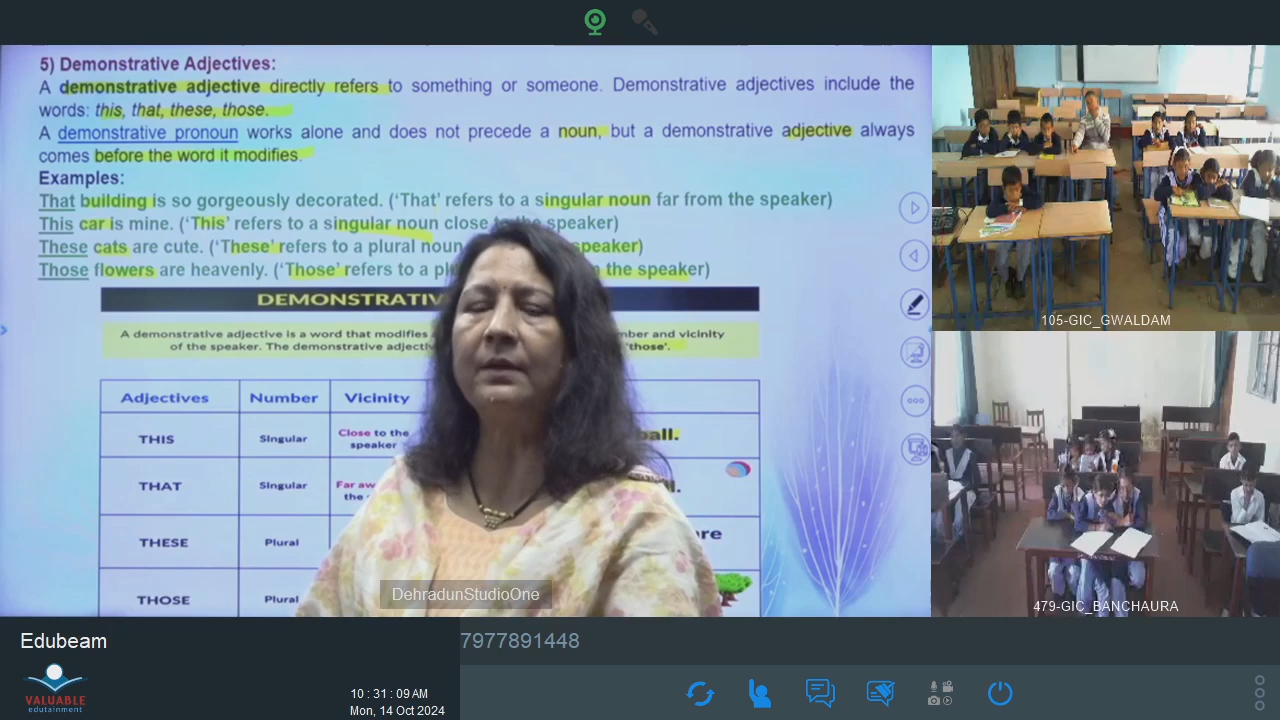 5) Demonstrative Adjectives:
A demonstrative adjective directly refers to something or someone. Demonstrative adjectives include the
words: this, that, these, those.
A demonstrative pronoun works alone and does not precede a noun, but a demonstrative adjective always
comes before the word it modifies.
Examples:
That building is so gorgeously decorated. (‘That’ refers to a singular noun far from the speaker)
This car is mine. (‘This’ refers to a singular noun close to the speaker)
These cats are cute. (‘These’ refers to a plural noun speaker)
Those flowers are heavenly. (‘Those’ refers to a the speaker)
DEMONSTRATIV
A demonstrative adjective is a word that modifies and vicinity
of the speaker. The demonstrative 'those'.
Adjectives Number Vicinity
THIS Singular Close to the speaker ball.
THAT Singular Far
the
THESE Plural
THOSE Plural
DehradunStudioOne
105-GIC_GWALDAM
479-GIC_BANCHAURA
Edubeam
7977891448
VALUABLE
edutainment
10 : 31 : 09 AM
Mon, 14 Oct 2024